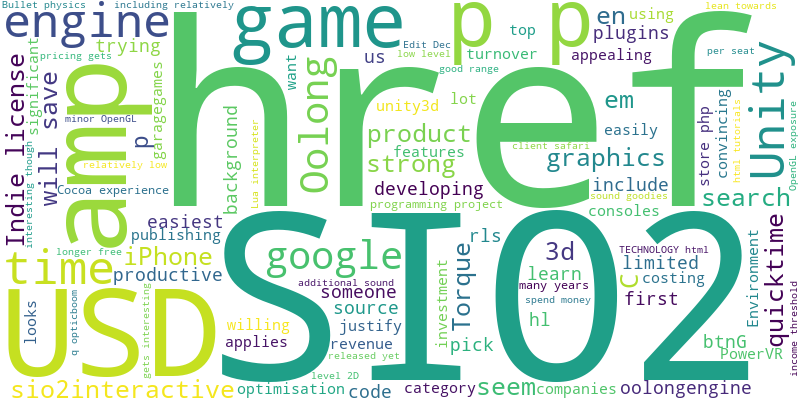 Bullet physics
including relatively
engine
game
p
p
en
using
lean towards
trying
us
Edit Dec
low level
top
plugins
pricing gets
turnover
good range
appealing
per seat
href
amp
Indie license
interesting though
significant
will save
minor OpenGL
garagegames
background
want
Oolong
unity3d
lot
em
easily
store php
convincing
html tutorials
Unity
OpenGL exposure
p
product
features
client safari
graphics
relatively low
Lua interpreter
strong
Cocoa experience
developing
include
sound goodies
search
easiest
programming project
consoles
publishing
longer free
iPhone
google
rls
3d
TECHNOLOGY html
time
productive
additional sound
many years
learn
limited
costing
C
Environment
quicktime
income threshold
USD
SIO2
someone
Torque
investment
source
spend money
first
looks
q opticboom
gets interesting
willing
justify
hl
btnG
applies
revenue
pick
PowerVR
released yet
sio2interactive
level 2D
optimisation
code
category
seem
companies
oolongengine